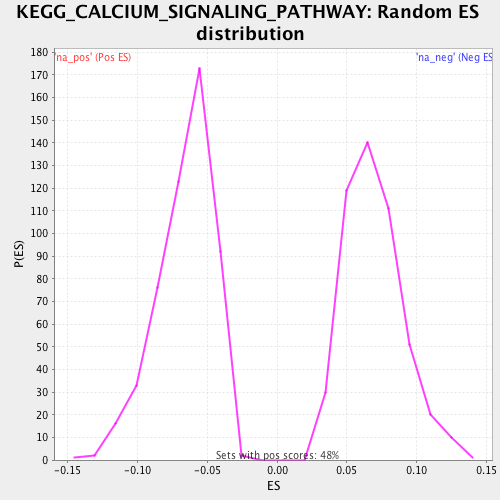 KEGG_CALCIUM_SIGNALING_PATHWAY: Random ES
distribution
'na_pos' (Pos ES)
'na_neg' (Neg ES
180
170
160
150
140
130
120
110
100
90
80
70
60
50
40
30
20
10
0
P(ES)
Sets with pos scores: 48%
-0.15 -0.10 -0.05 0.00 0.05 0.10 0.15
ES